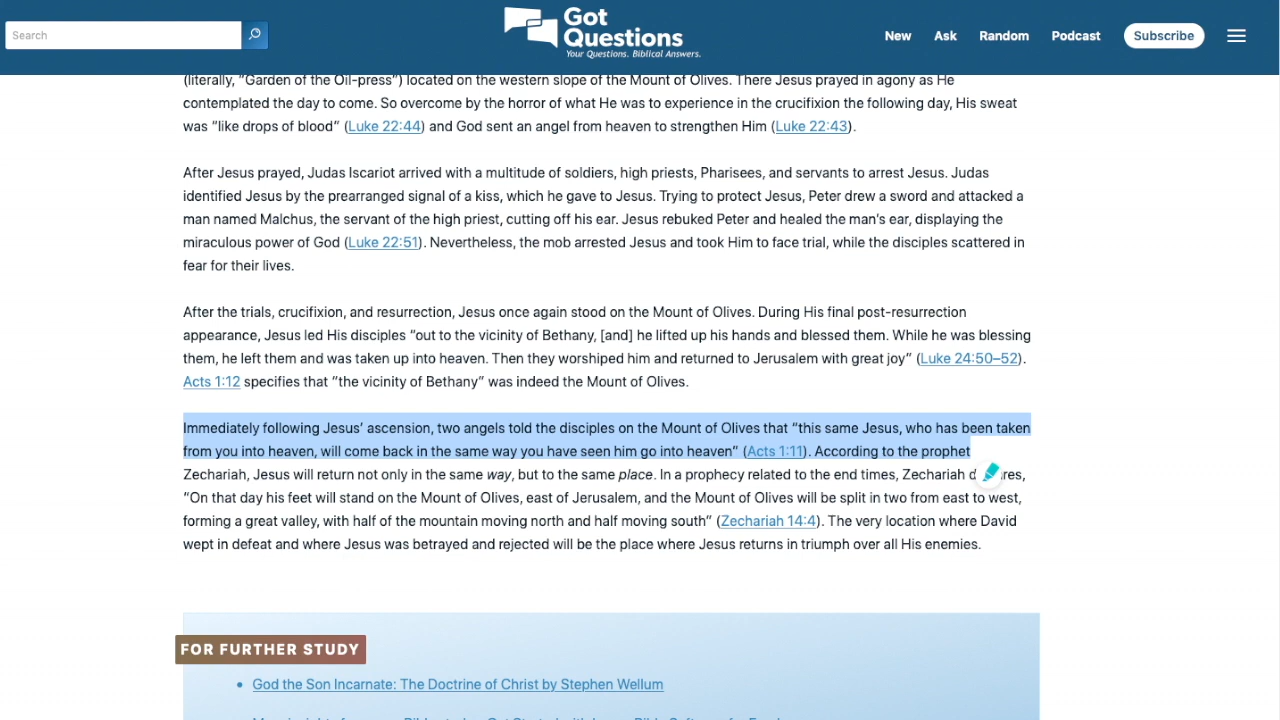 Search
Got
Questions
Your Questions. Biblical Answers.
New Ask Random Podcast Subscribe
(literally, “Garden of the Oil-press”) located on the western slope of the Mount of Olives. There Jesus prayed in agony as He
contemplated the day to come. So overcome by the horror of what He was to experience in the crucifixion the following day, His sweat
was “like drops of blood” (Luke 22:44) and God sent an angel from heaven to strengthen Him (Luke 22:43).
After Jesus prayed, Judas Iscariot arrived with a multitude of soldiers, high priests, Pharisees, and servants to arrest Jesus. Judas
identified Jesus by the prearranged signal of a kiss, which he gave to Jesus. Trying to protect Jesus, Peter drew a sword and attacked a
man named Malchus, the servant of the high priest, cutting off his ear. Jesus rebuked Peter and healed the man’s ear, displaying the
miraculous power of God (Luke 22:51). Nevertheless, the mob arrested Jesus and took Him to face trial, while the disciples scattered in
fear for their lives.
After the trials, crucifixion, and resurrection, Jesus once again stood on the Mount of Olives. During His final post-resurrection
appearance, Jesus led His disciples “out to the vicinity of Bethany, [and] he lifted up his hands and blessed them. While he was blessing
them, he left them and was taken up into heaven. Then they worshiped him and returned to Jerusalem with great joy” (Luke 24:50–52).
Acts 1:12 specifies that “the vicinity of Bethany” was indeed the Mount of Olives.
Immediately following Jesus’ ascension, two angels told the disciples on the Mount of Olives that “this same Jesus, who has been taken
from you into heaven, will come back in the same way you have seen him go into heaven” (Acts 1:11). According to the prophet
Zechariah, Jesus will return not only in the same way, but to the same place. In a prophecy related to the end times, Zechariah
“On that day his feet will stand on the Mount of Olives, east of Jerusalem, and the Mount of Olives will be split in two from east to west,
forming a great valley, with half of the mountain moving north and half moving south” (Zechariah 14:4). The very location where David
wept in defeat and where Jesus was betrayed and rejected will be the place where Jesus returns in triumph over all His enemies.
FOR FURTHER STUDY
• God the Son Incarnate: The Doctrine of Christ by Stephen Wellum